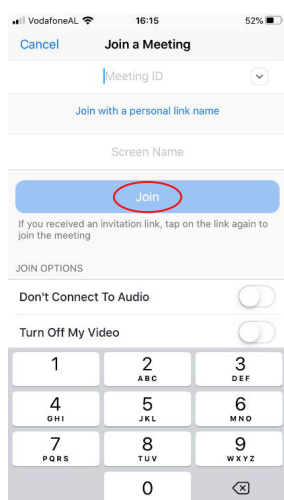 VodafoneAL 16:15 52%
Cancel Join a Meeting
Meeting ID
Join with a personal link name
Screen Name
Join
If you received an invitation link, tap on the link again to
join the meeting
JOIN OPTIONS
Don't Connect To Audio
Turn Off My Video
1 2 3
ABC DEF
4 5 6
GHI JKL MNO
7 8 9
PQRS TUV WXYZ
0